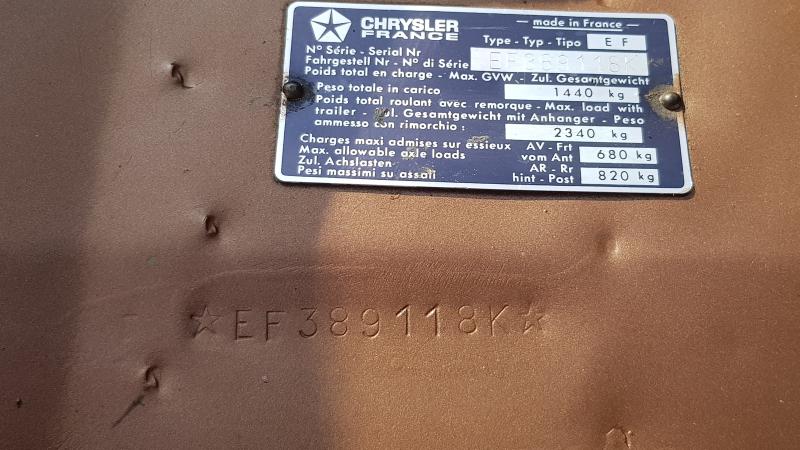 CHRYSLER
FRANCE
made in France
Type - Typ - Tipo E F
Nº Série - Serial Nr
Fahrgestell Nr - Nº di Série EF389118K
Poids total en charge - Max. GVW - Zul. Gesamtgewicht
Peso totale in carico 1440 kg
Poids total roulant avec remorque - Max. load with
trailer - Zul. Gesamtgewicht mit Anhanger - Peso
ammesso con rimorchio : 2340 kg
Charges maxi admises sur essieux AV - Frt
Max. allowable axle loads vom Ant 680 kg
Zul. Achslasten AR - Rr
Pesi massimi su assali hint - Post 820 kg
☆EF389118K☆